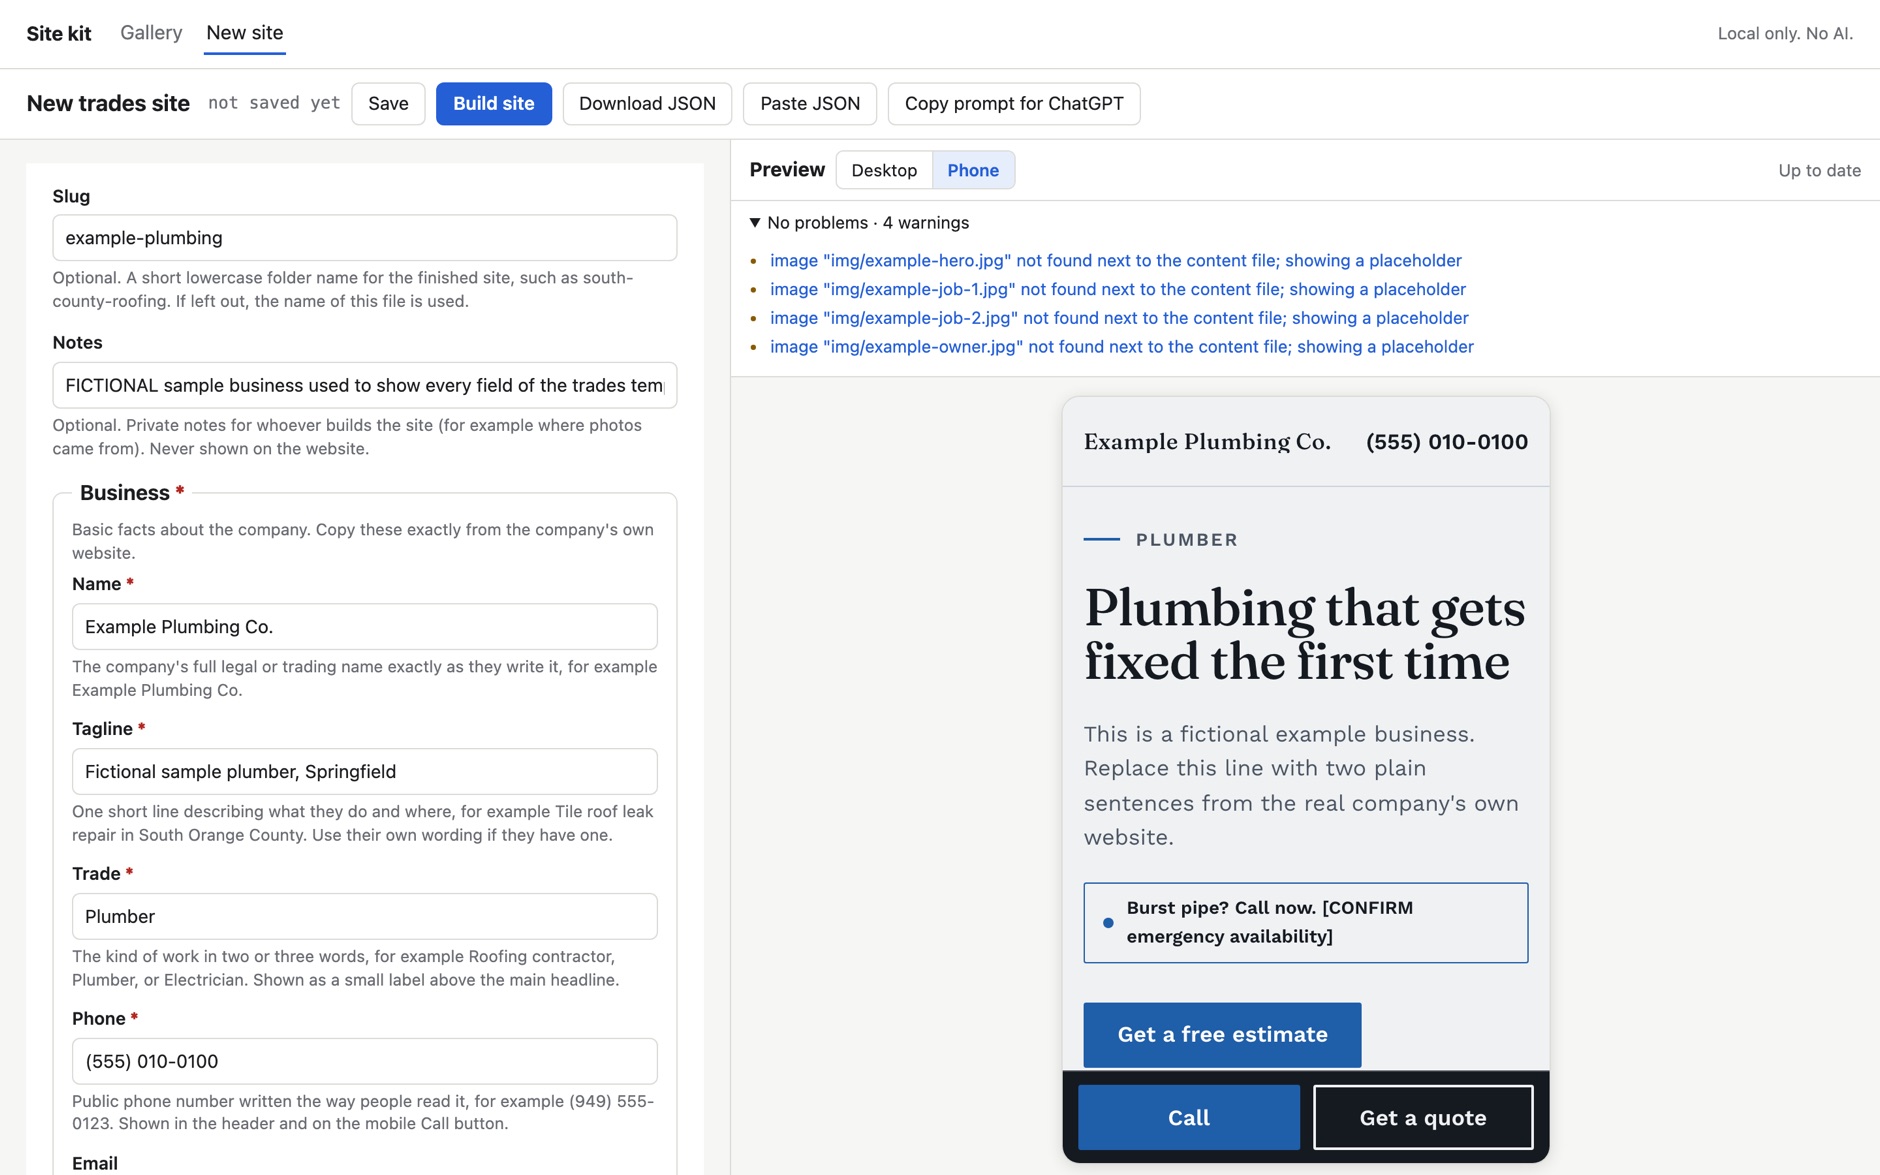 Site kit Gallery New site Local only. No AI.
New trades site not saved yet Save Build site Download JSON Paste JSON Copy prompt for ChatGPT
Slug
example-plumbing
Optional. A short lowercase folder name for the finished site, such as south-
county-roofing. If left out, the name of this file is used.
Notes
FICTIONAL sample business used to show every field of the trades tem
Optional. Private notes for whoever builds the site (for example where photos
came from). Never shown on the website.
Business *
Basic facts about the company. Copy these exactly from the company's own
website.
Name *
Example Plumbing Co.
The company's full legal or trading name exactly as they write it, for example
Example Plumbing Co.
Tagline *
Fictional sample plumber, Springfield
One short line describing what they do and where, for example Tile roof leak
repair in South Orange County. Use their own wording if they have one.
Trade *
Plumber
The kind of work in two or three words, for example Roofing contractor,
Plumber, or Electrician. Shown as a small label above the main headline.
Phone *
(555) 010-0100
Public phone number written the way people read it, for example (949) 555-
0123. Shown in the header and on the mobile Call button.
Email
Preview Desktop Phone Up to date
▼ No problems · 4 warnings
• image "img/example-hero.jpg" not found next to the content file; showing a placeholder
• image "img/example-job-1.jpg" not found next to the content file; showing a placeholder
• image "img/example-job-2.jpg" not found next to the content file; showing a placeholder
• image "img/example-owner.jpg" not found next to the content file; showing a placeholder
Example Plumbing Co. (555) 010-0100
PLUMBER
Plumbing that gets
fixed the first time
This is a fictional example business.
Replace this line with two plain
sentences from the real company's own
website.
Burst pipe? Call now. [CONFIRM
emergency availability]
Get a free estimate
Call Get a quote